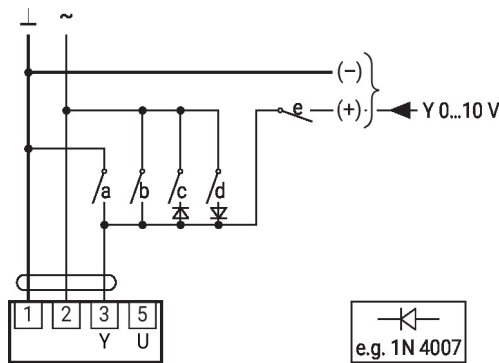 ⊥ ~
(−)
e (+) Y 0...10 V
a b c d
1 2 3 5
Y U
e.g. 1N 4007